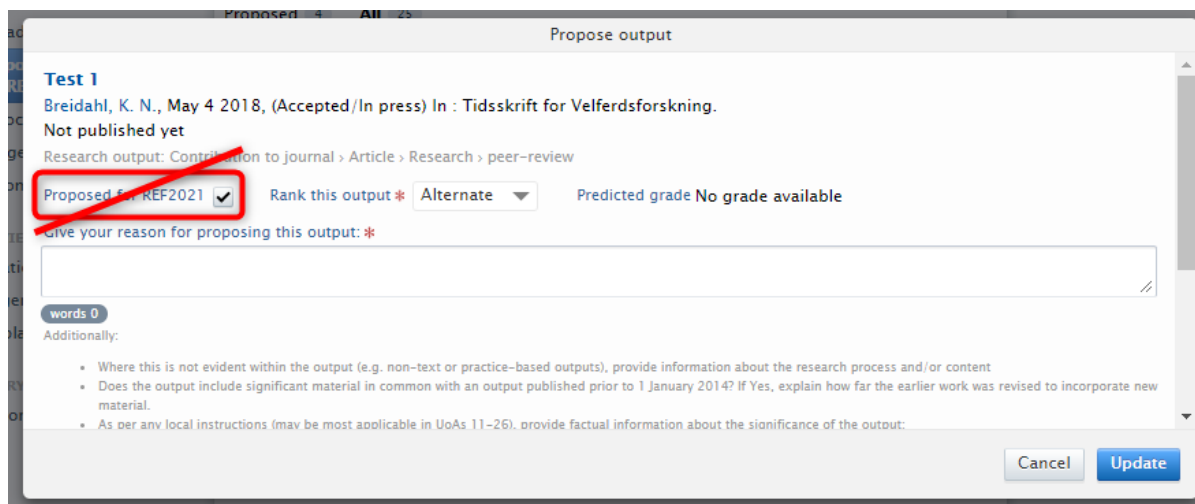 Proposed 4 All 25
Propose output
Test 1
Breidahl, K. N., May 4 2018, (Accepted/In press) In : Tidsskrift for Velferdsforskning.
Not published yet
Research output: Contribution to journal › Article › Research › peer-review
Proposed for REF2021 Rank this output * Alternate Predicted grade No grade available
Give your reason for proposing this output: *
words 0
Additionally:
Where this is not evident within the output (e.g. non-text or practice-based outputs), provide information about the research process and/or content
Does the output include significant material in common with an output published prior to 1 January 2014? If Yes, explain how far the earlier work was revised to incorporate new
material.
As per any local instructions (may be most applicable in UoAs 11-26), provide factual information about the significance of the output:
Cancel Update